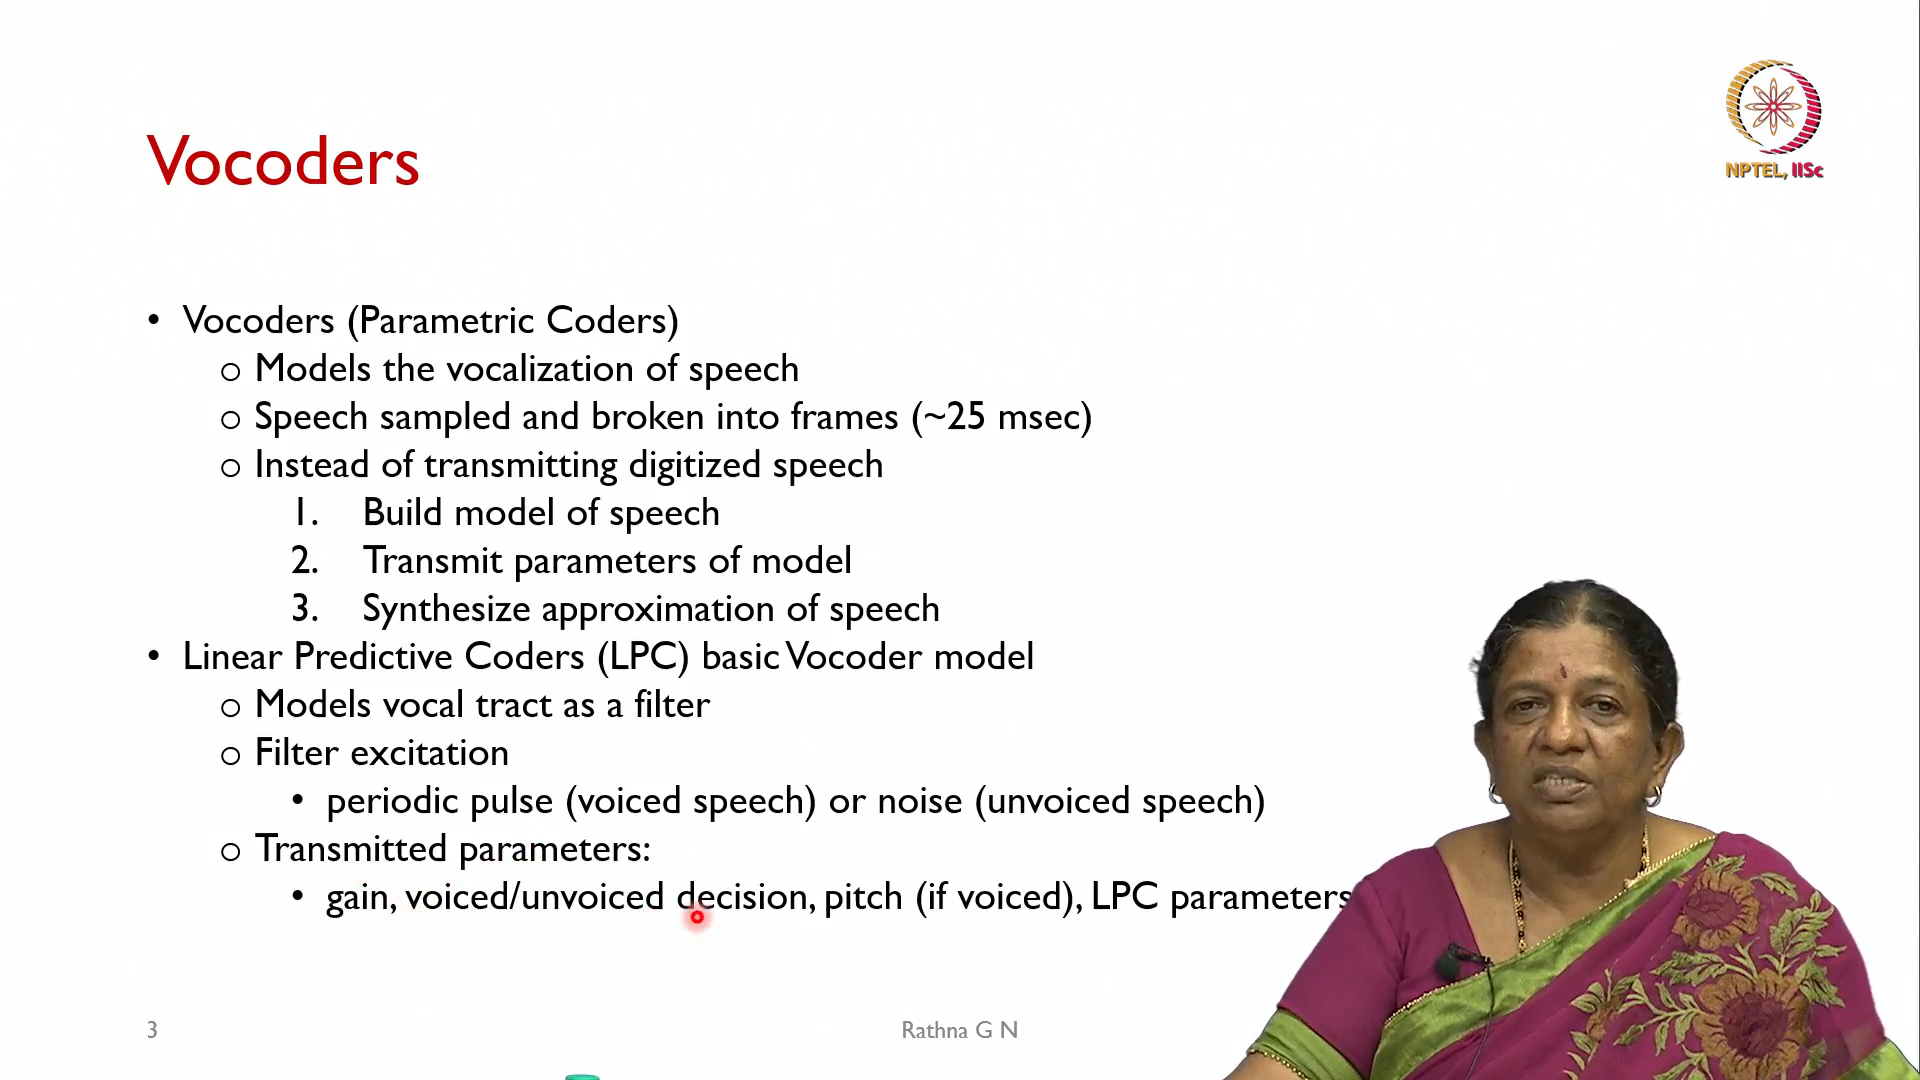 NPTEL, IISc
Vocoders
• Vocoders (Parametric Coders)
o Models the vocalization of speech
o Speech sampled and broken into frames (~25 msec)
o Instead of transmitting digitized speech
1. Build model of speech
2. Transmit parameters of model
3. Synthesize approximation of speech
• Linear Predictive Coders (LPC) basic Vocoder model
o Models vocal tract as a filter
o Filter excitation
• periodic pulse (voiced speech) or noise (unvoiced speech)
o Transmitted parameters:
• gain, voiced/unvoiced decision, pitch (if voiced), LPC parameters
3
Rathna G N